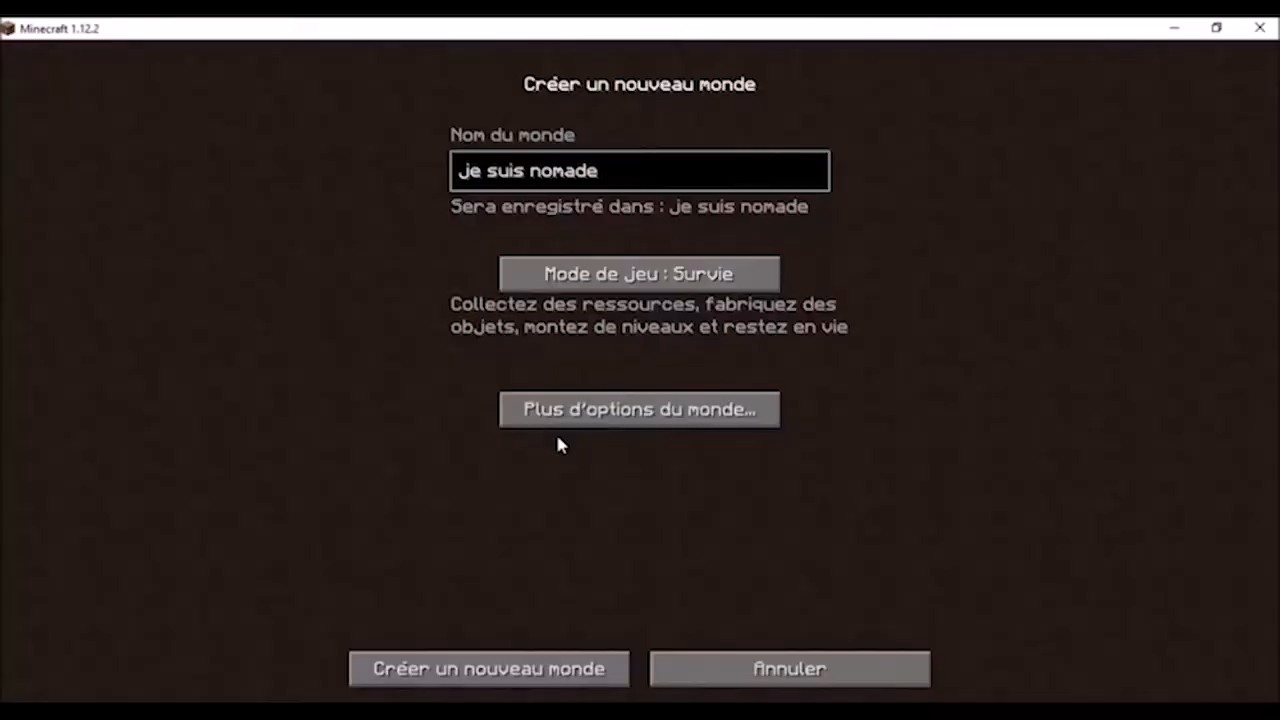 Minecraft 1.12.2
Créer un nouveau monde
Nom du monde
je suis nomade
Sera enregistré dans : je suis nomade
Mode de jeu : Survie
Collectez des ressources, fabriquez des
objets, montez de niveaux et restez en vie
Plus d'options du monde...
Créer un nouveau monde
Annuler